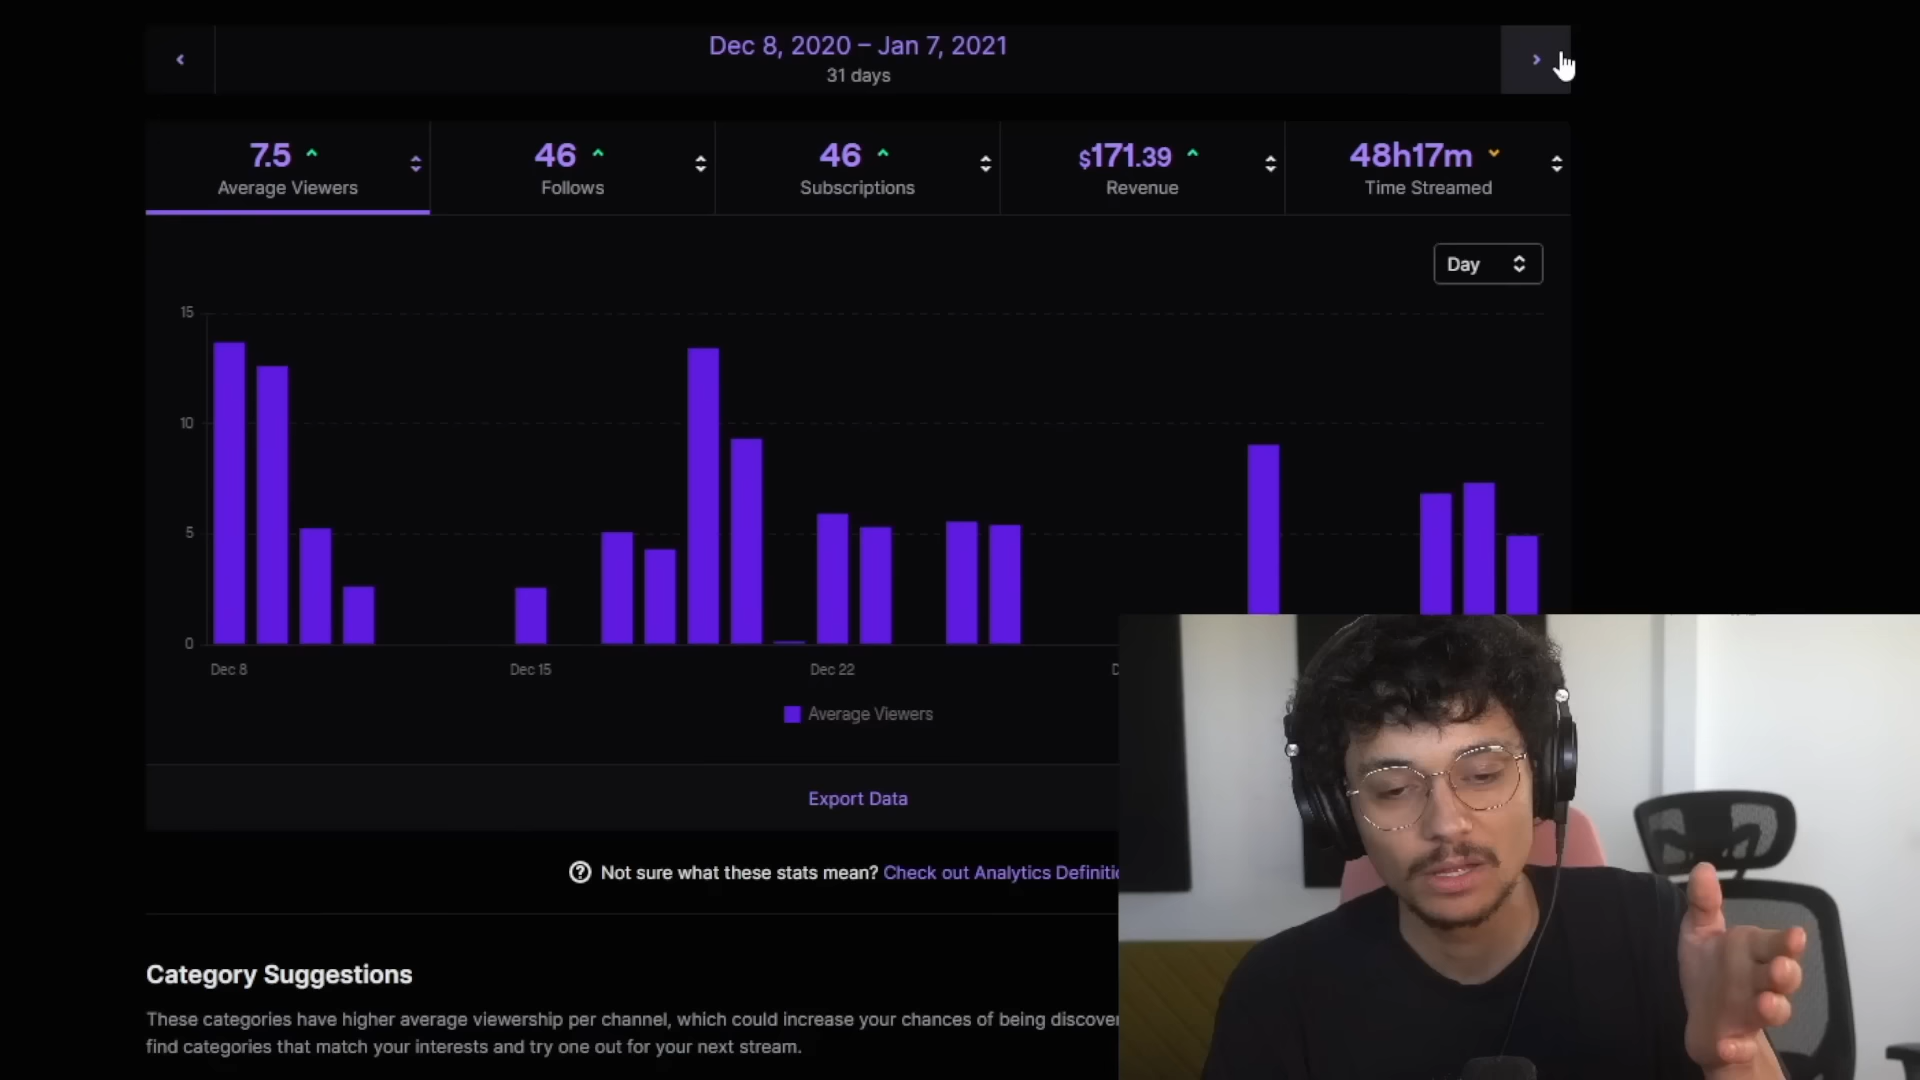 Dec 8, 2020 – Jan 7, 2021
31 days
7.5
Average Viewers
46
Follows
46
Subscriptions
$171.39
Revenue
48h17m
Time Streamed
Day
15
10
5
0
Dec 8
Dec 15
Dec 22
Average Viewers
Export Data
Not sure what these stats mean? Check out Analytics
Category Suggestions
These categories have higher average viewership per channel, which could increase your chances of being
find categories that match your interests and try one out for your next stream.